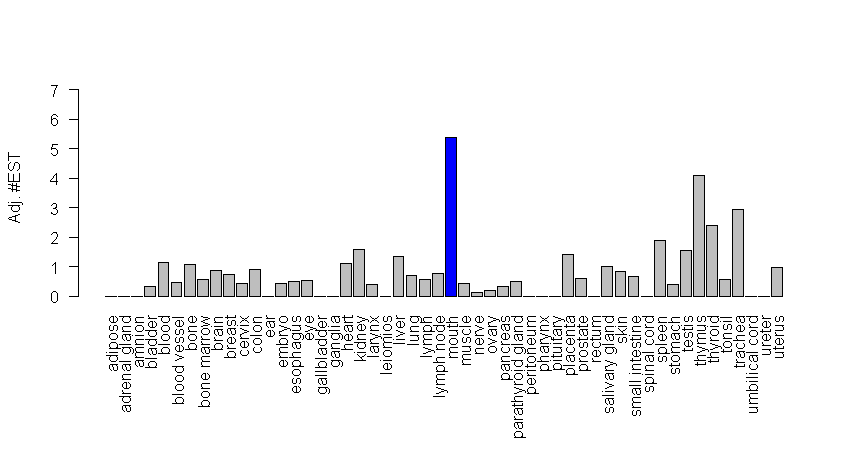 Adj. #EST
7
6
5
4
3
2
1
0
adipose
adrenal gland
amnion
bladder
blood
blood vessel
bone
bone marrow
brain
breast
cervix
colon
ear
embryo
esophagus
eye
gallbladder
ganglia
heart
kidney
larynx
leiomios
liver
lung
lymph
lymph node
mouth
muscle
nerve
ovary
pancreas
parathyroid gland
peritoneum
pharynx
pituitary
placenta
prostate
rectum
salivary gland
skin
small intestine
spinal cord
spleen
stomach
testis
thymus
thyroid
tonsil
trachea
umbilical cord
ureter
uterus